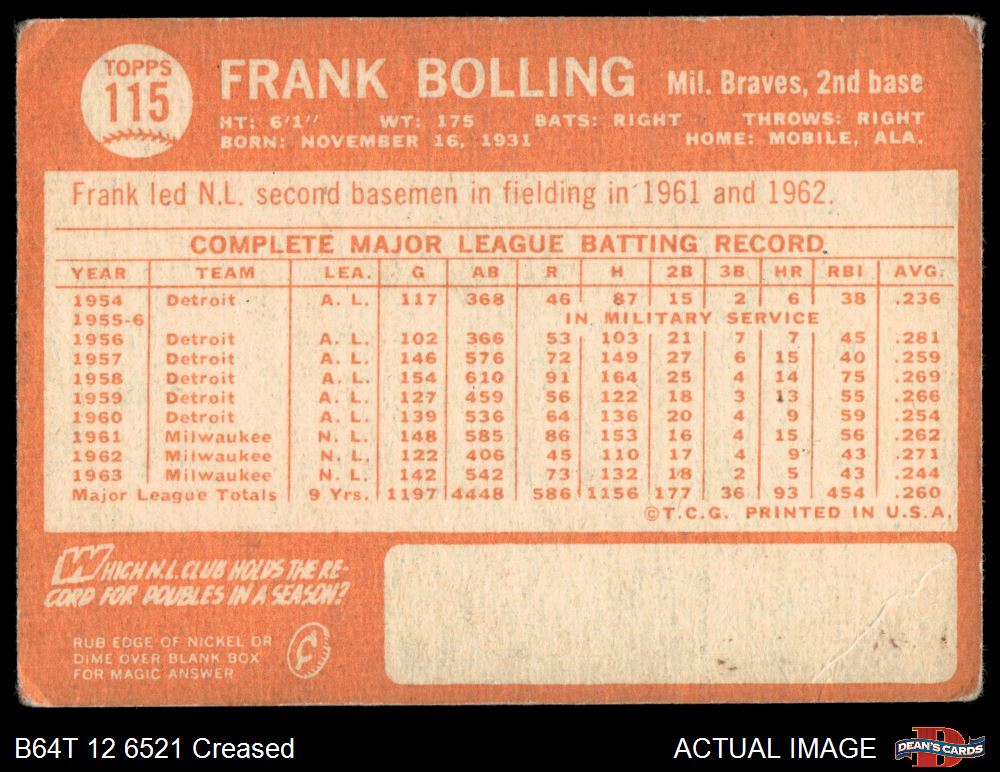 TOPPS
115
FRANK BOLLING Mil. Braves, 2nd base
HT: 6'1" WT: 175 BATS: RIGHT THROWS: RIGHT
BORN: NOVEMBER 16, 1931 HOME: MOBILE, ALA.
Frank led N.L. second basemen in fielding in 1961 and 1962.
COMPLETE MAJOR LEAGUE BATTING RECORD
YEAR TEAM LEA. G AB R H 2B 3B HR RBI AVG.
1954 Detroit A. L. 117 368 46 87 15 2 6 38 .236
1955-6 IN MILITARY SERVICE
1956 Detroit A. L. 102 366 53 103 21 7 7 45 .281
1957 Detroit A. L. 146 576 72 149 27 6 15 40 .259
1958 Detroit A. L. 154 610 91 164 25 4 14 75 .269
1959 Detroit A. L. 127 459 56 122 18 3 13 55 .266
1960 Detroit A. L. 139 536 64 136 20 4 9 59 .254
1961 Milwaukee N. L. 148 585 86 153 16 4 15 56 .262
1962 Milwaukee N. L. 122 406 45 110 17 4 9 43 .271
1963 Milwaukee N. L. 142 542 73 132 18 2 5 43 .244
Major League Totals 9 Yrs. 1197 4448 586 1156 177 36 93 454 .260
©T.C.G. PRINTED IN U.S.A.
WHICH N.L. CLUB HOLDS THE RE-
CORD FOR DOUBLES IN A SEASON?
RUB EDGE OF NICKEL OR
DIME OVER BLANK BOX
FOR MAGIC ANSWER
B64T 12 6521 Creased ACTUAL IMAGE DEAN'S CARDS